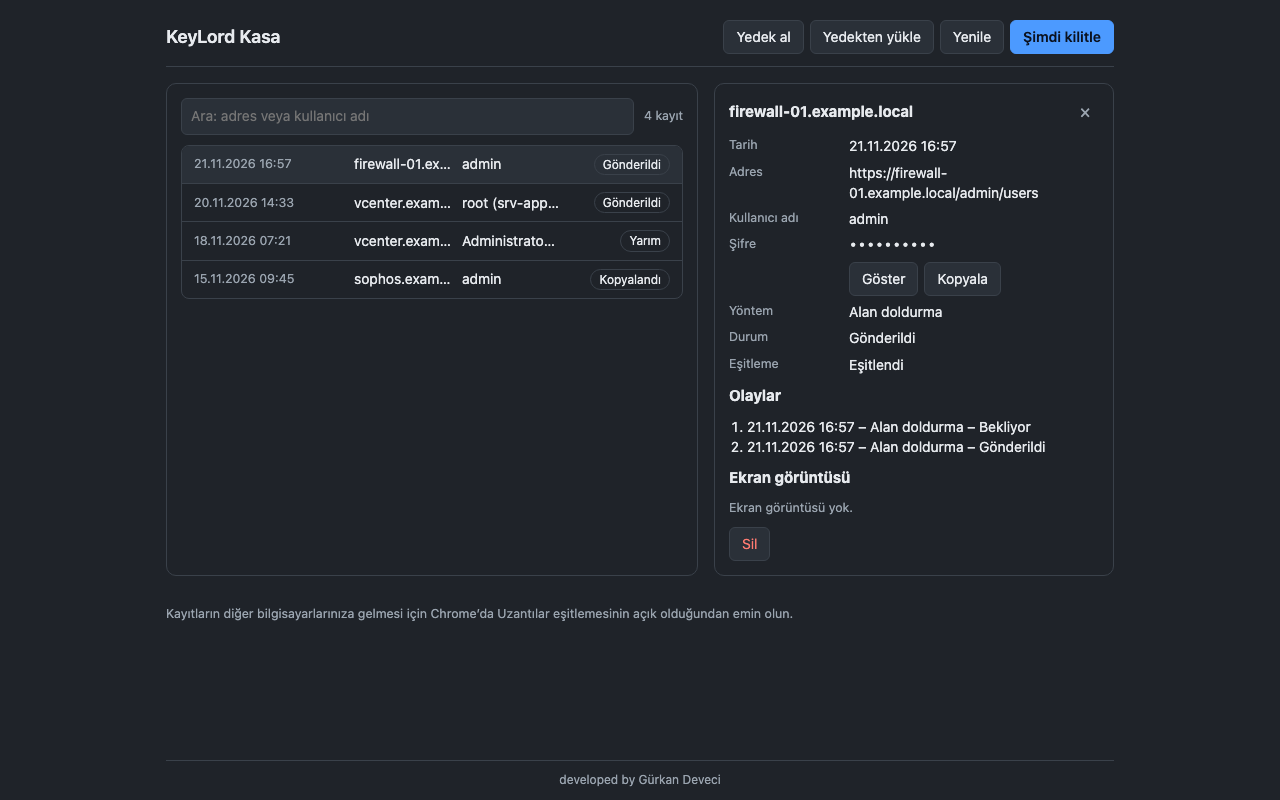 KeyLord Kasa
Yedek al
Yedekten yükle
Yenile
Şimdi kilitle
Ara: adres veya kullanıcı adı
4 kayıt
21.11.2026 16:57 firewall-01.ex... admin Gönderildi
20.11.2026 14:33 vcenter.exam... root (srv-app... Gönderildi
18.11.2026 07:21 vcenter.exam... Administrato... Yarım
15.11.2026 09:45 sophos.exam... admin Kopyalandı
firewall-01.example.local ×
Tarih 21.11.2026 16:57
Adres https://firewall-
01.example.local/admin/users
Kullanıcı adı admin
Şifre ••••••••••
Göster Kopyala
Yöntem Alan doldurma
Durum Gönderildi
Eşitleme Eşitlendi
Olaylar
1. 21.11.2026 16:57 – Alan doldurma – Bekliyor
2. 21.11.2026 16:57 – Alan doldurma – Gönderildi
Ekran görüntüsü
Ekran görüntüsü yok.
Sil
Kayıtların diğer bilgisayarlarınıza gelmesi için Chrome'da Uzantılar eşitlemesinin açık olduğundan emin olun.
developed by Gürkan Deveci